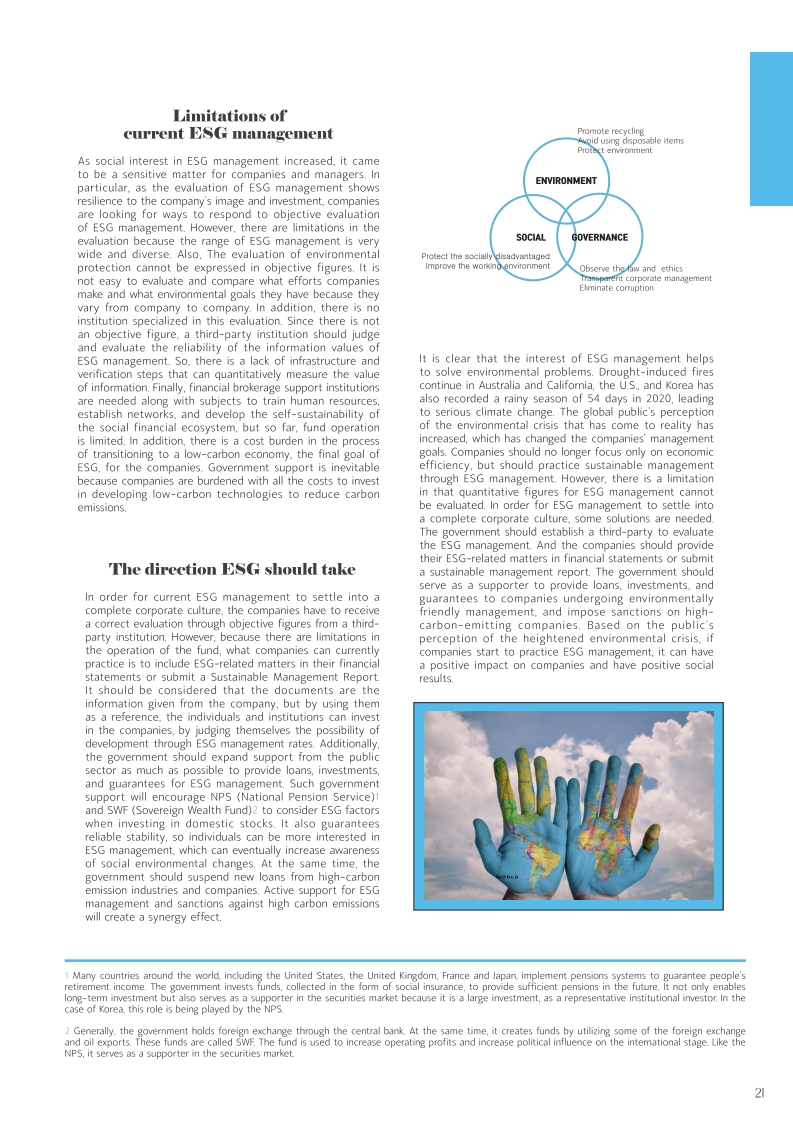 Limitations of
current ESG management
As social interest in ESG management increased, it came
to be a sensitive matter for companies and managers. In
particular, as the evaluation of ESG management shows
resilience to the company's image and investment, companies
are looking for ways to respond to objective evaluation
of ESG management. However, there are limitations in the
evaluation because the range of ESG management is very
wide and diverse. Also, The evaluation of environmental
protection cannot be expressed in objective figures. It is
not easy to evaluate and compare what efforts companies
make and what environmental goals they have because they
vary from company to company. In addition, there is no
institution specialized in this evaluation. Since there is not
an objective figure, a third-party institution should judge
and evaluate the reliability of the information values of
ESG management. So, there is a lack of infrastructure and
verification steps that can quantitatively measure the value
of information. Finally, financial brokerage support institutions
are needed along with subjects to train human resources,
establish networks, and develop the self-sustainability of
the social financial ecosystem, but so far, fund operation
is limited. In addition, there is a cost burden in the process
of transitioning to a low-carbon economy, the final goal of
ESG, for the companies. Government support is inevitable
because companies are burdened with all the costs to invest
in developing low-carbon technologies to reduce carbon
emissions.
The direction ESG should take
In order for current ESG management to settle into a
complete corporate culture, the companies have to receive
a correct evaluation through objective figures from a third-
party institution. However, because there are limitations in
the operation of the fund, what companies can currently
practice is to include ESG-related matters in their financial
statements or submit a Sustainable Management Report.
It should be considered that the documents are the
information given from the company, but by using them
as a reference, the individuals and institutions can invest
in the companies, by judging themselves the possibility of
development through ESG management rates. Additionally,
the government should expand support from the public
sector as much as possible to provide loans, investments,
and guarantees for ESG management. Such government
support will encourage NPS (National Pension Service)1
and SWF (Sovereign Wealth Fund)2 to consider ESG factors
when investing in domestic stocks. It also guarantees
reliable stability, so individuals can be more interested in
ESG management, which can eventually increase awareness
of social environmental changes. At the same time, the
government should suspend new loans from high-carbon
emission industries and companies. Active support for ESG
management and sanctions against high carbon emissions
will create a synergy effect.
Promote recycling
Avoid using disposable items
Protect environment
ENVIRONMENT
SOCIAL
GOVERNANCE
Protect the socially disadvantaged
Improve the working environment
Observe the law and ethics
Transparent corporate management
Eliminate corruption
It is clear that the interest of ESG management helps
to solve environmental problems. Drought-induced fires
continue in Australia and California, the U.S., and Korea has
also recorded a rainy season of 54 days in 2020, leading
to serious climate change. The global public's perception
of the environmental crisis that has come to reality has
increased, which has changed the companies' management
goals. Companies should no longer focus only on economic
efficiency, but should practice sustainable management
through ESG management. However, there is a limitation
in that quantitative figures for ESG management cannot
be evaluated. In order for ESG management to settle into
a complete corporate culture, some solutions are needed.
The government should establish a third-party to evaluate
the ESG management. And the companies should provide
their ESG-related matters in financial statements or submit
a sustainable management report. The government should
serve as a supporter to provide loans, investments, and
guarantees to companies undergoing environmentally
friendly management, and impose sanctions on high-
carbon-emitting companies. Based on the public's
perception of the heightened environmental crisis, if
companies start to practice ESG management, it can have
a positive impact on companies and have positive social
results.
WORLD
1 Many countries around the world, including the United States, the United Kingdom, France and Japan, implement pensions systems to guarantee people's
retirement income. The government invests funds, collected in the form of social insurance, to provide sufficient pensions in the future. It not only enables
long-term investment but also serves as a supporter in the securities market because it is a large investment, as a representative institutional investor. In the
case of Korea, this role is being played by the NPS.
2 Generally, the government holds foreign exchange through the central bank. At the same time, it creates funds by utilizing some of the foreign exchange
and oil exports. These funds are called SWF. The fund is used to increase operating profits and increase political influence on the international stage. Like the
NPS, it serves as a supporter in the securities market.
21